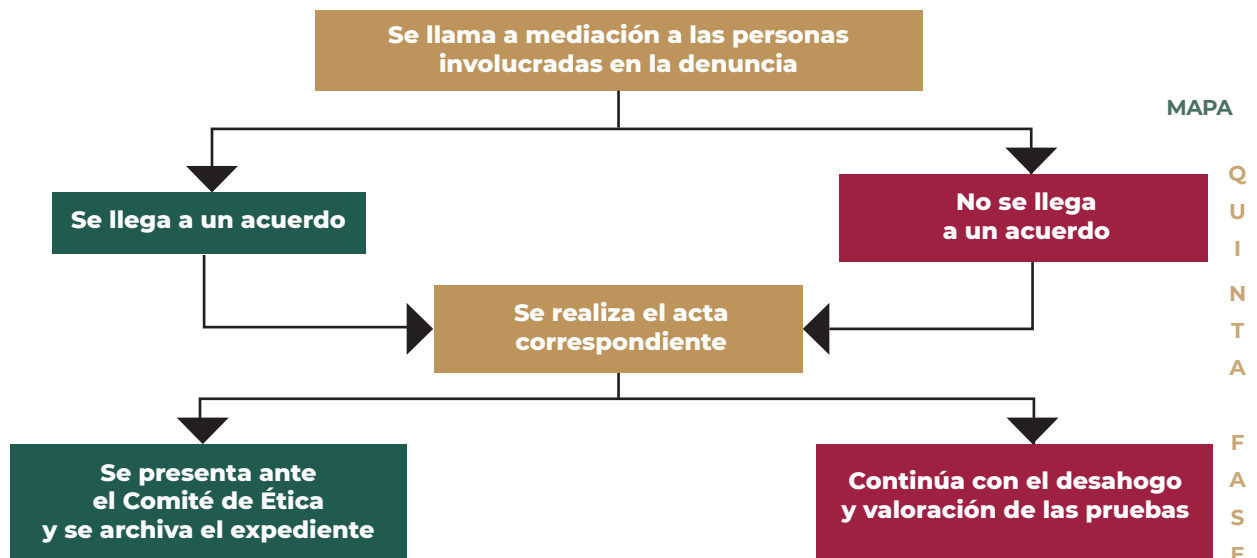 Se llama a mediación a las personas
involucradas en la denuncia
MAPA
Se llega a un acuerdo
No se llega
a un acuerdo
Se realiza el acta
correspondiente
Se presenta ante
el Comité de Ética
y se archiva el expediente
Continúa con el desahogo
y valoración de las pruebas
Q
U
I
N
T
A
F
A
S
E